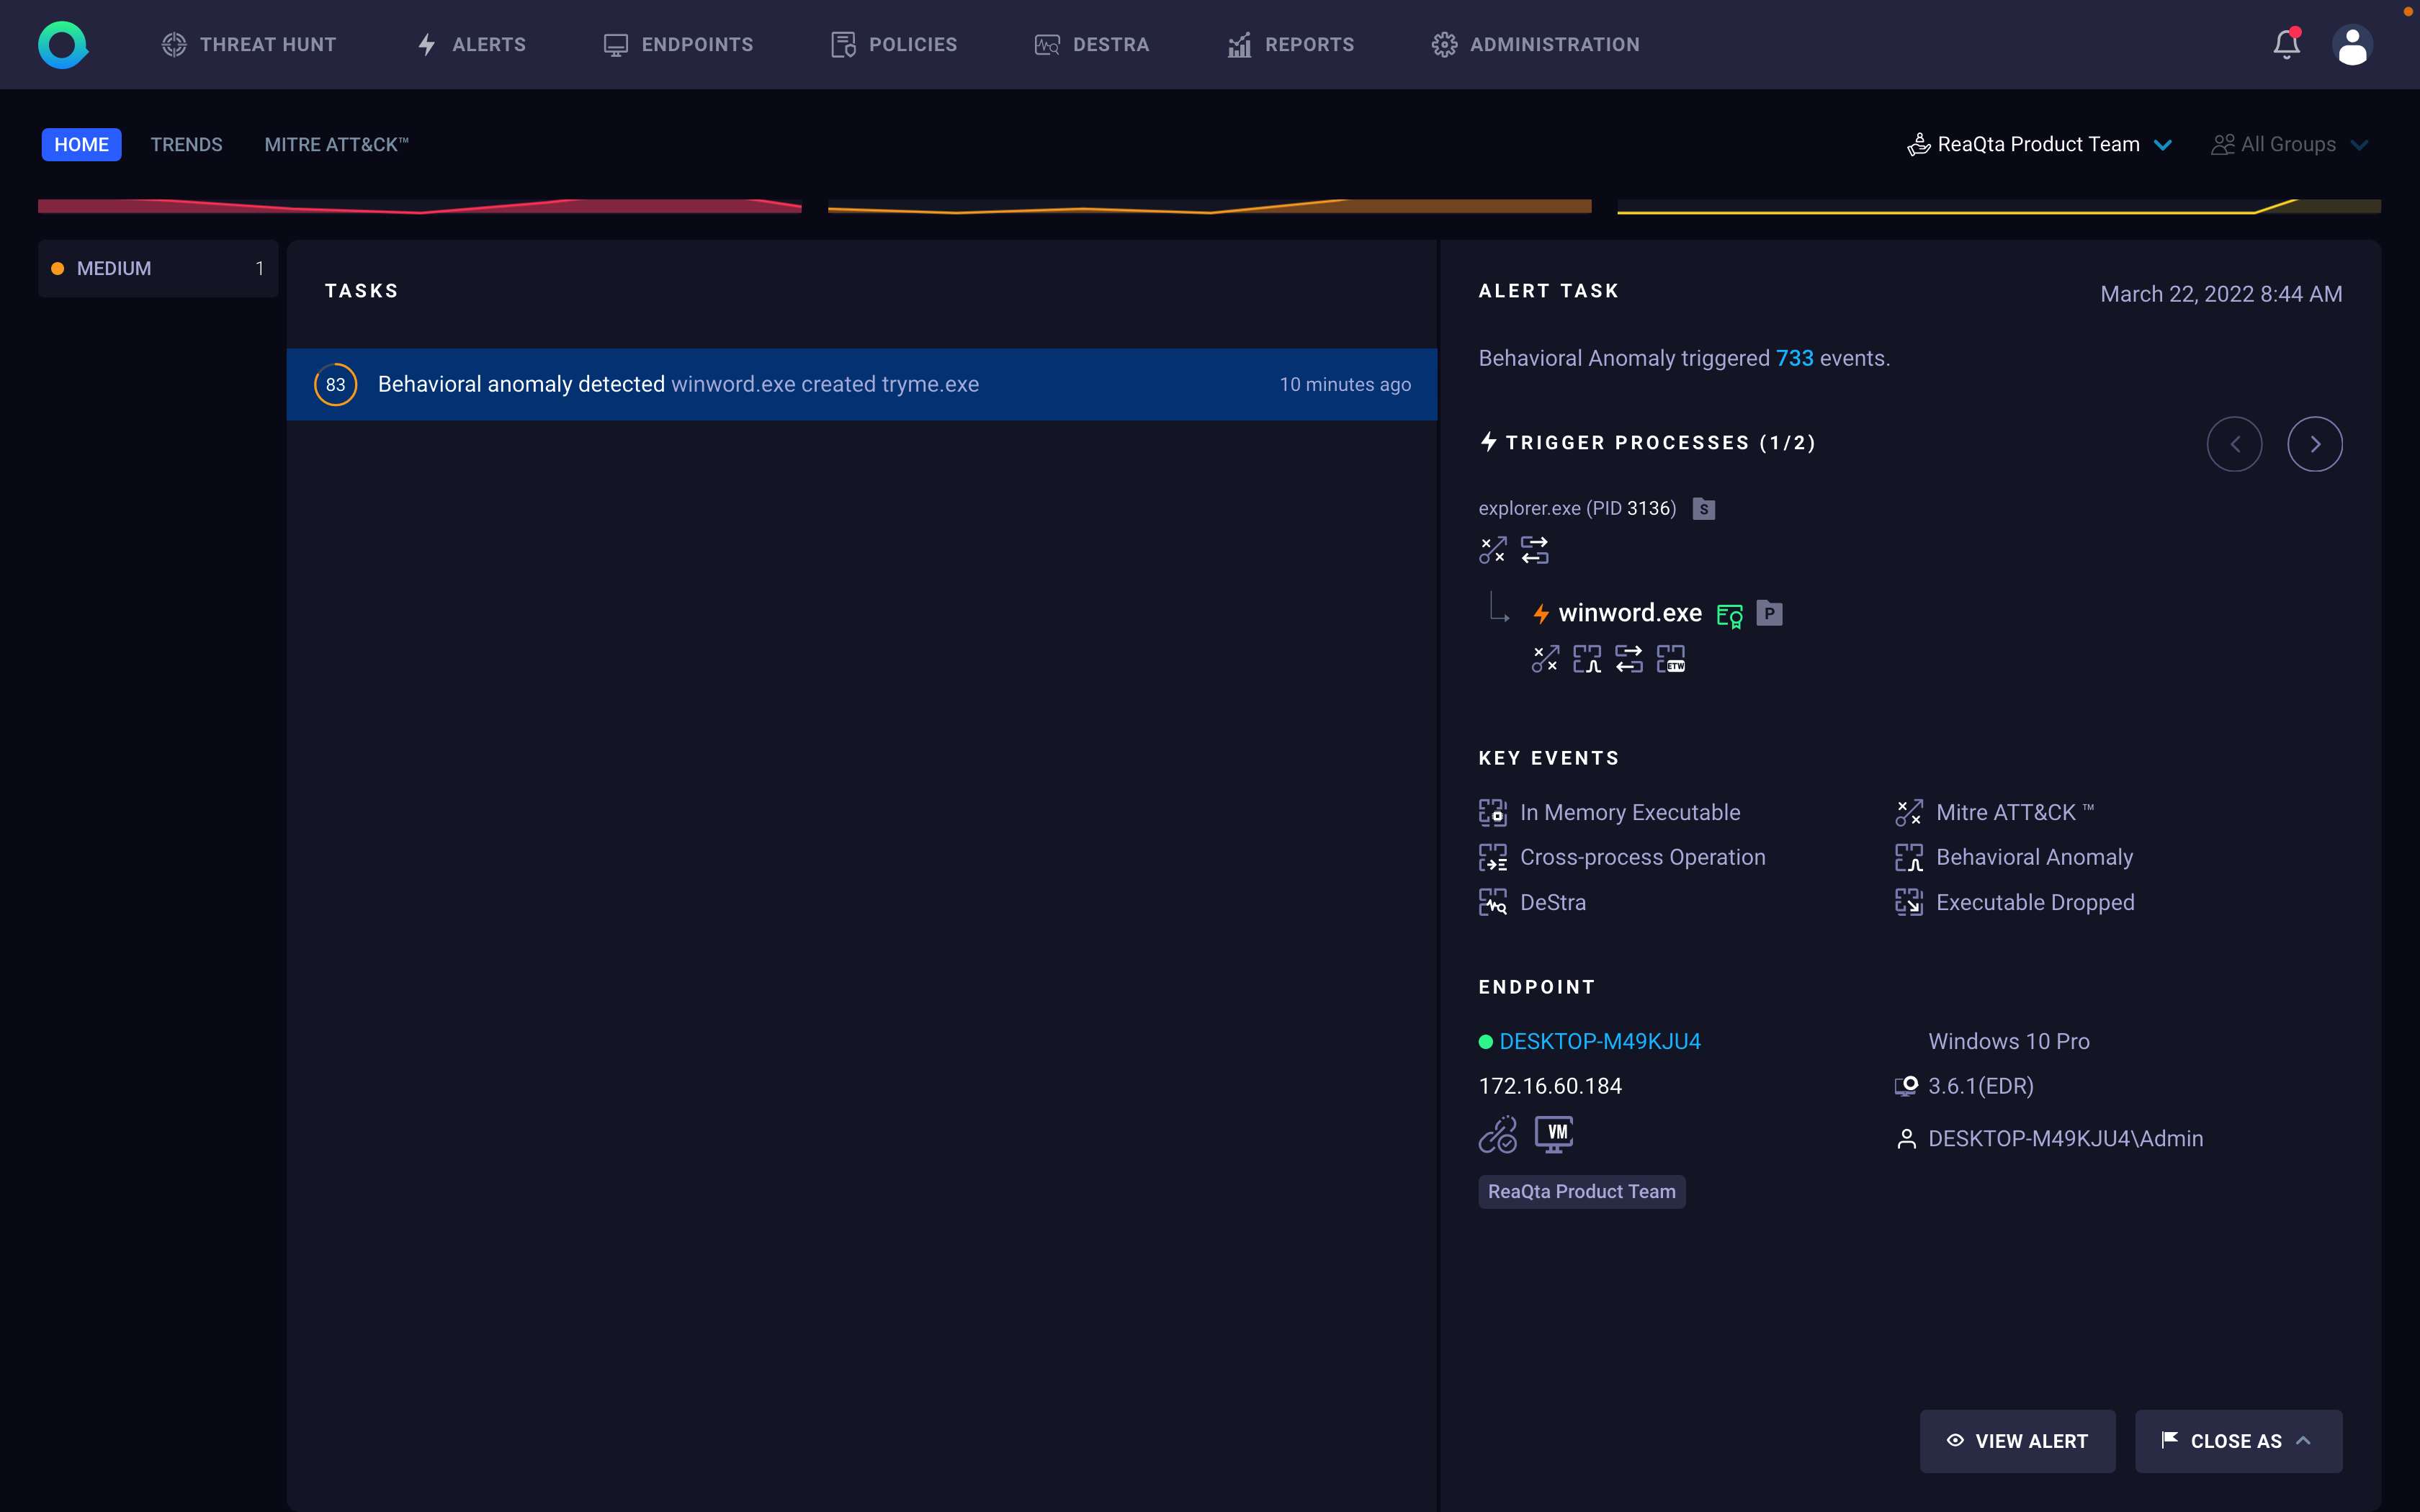 THREAT HUNT
ALERTS
ENDPOINTS
POLICIES
DESTRA
REPORTS
ADMINISTRATION
HOME
TRENDS
MITRE ATT&CK™
ReaQta Product Team
All Groups
MEDIUM 1
TASKS
83 Behavioral anomaly detected winword.exe created tryme.exe 10 minutes ago
ALERT TASK
March 22, 2022 8:44 AM
Behavioral Anomaly triggered 733 events.
TRIGGER PROCESSES (1/2)
explorer.exe (PID 3136) S
winword.exe P
ETW
KEY EVENTS
In Memory Executable
Mitre ATT&CK ™
Cross-process Operation
Behavioral Anomaly
DeStra
Executable Dropped
ENDPOINT
DESKTOP-M49KJU4
Windows 10 Pro
172.16.60.184
3.6.1(EDR)
VM
DESKTOP-M49KJU4\Admin
ReaQta Product Team
VIEW ALERT
CLOSE AS